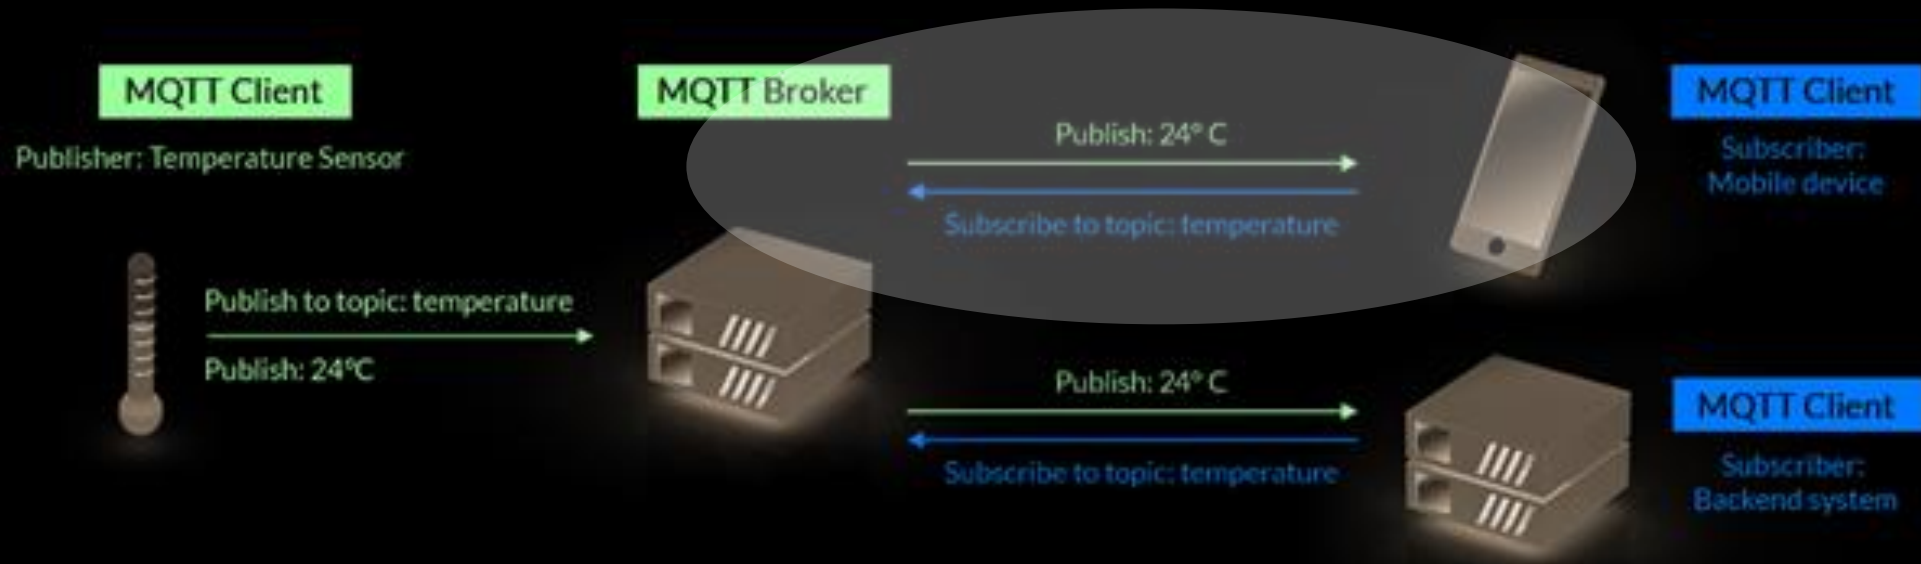 MQTT Client
Publisher: Temperature Sensor
Publish to topic: temperature
Publish: 24°C
MQTT Broker
Publish: 24° C
Subscribe to topic: temperature
MQTT Client
Subscriber:
Mobile device
Publish: 24° C
Subscribe to topic: temperature
MQTT Client
Subscriber:
Backend system